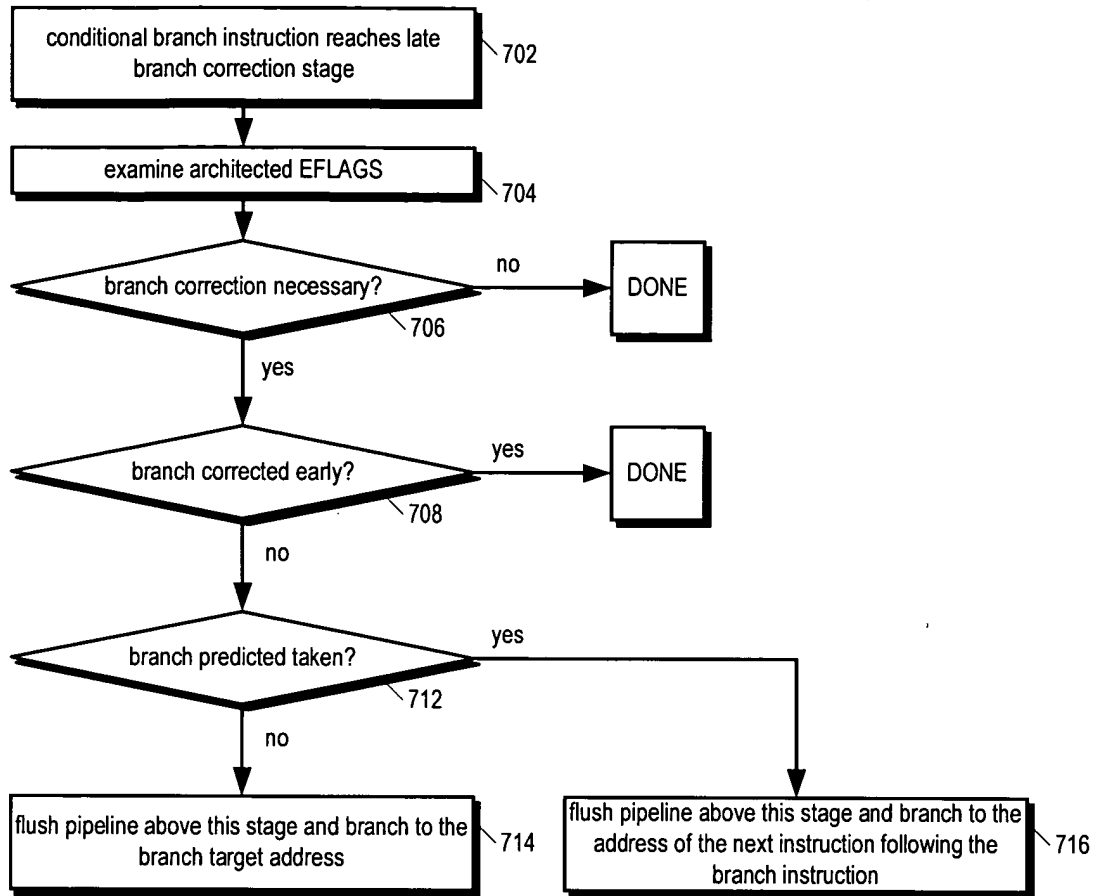 conditional branch instruction reaches late
branch correction stage
702
examine architected EFLAGS
704
branch correction necessary?
706
no
DONE
yes
branch corrected early?
708
yes
DONE
no
branch predicted taken?
712
yes
no
flush pipeline above this stage and branch to the
branch target address
714
flush pipeline above this stage and branch to the
address of the next instruction following the
branch instruction
716